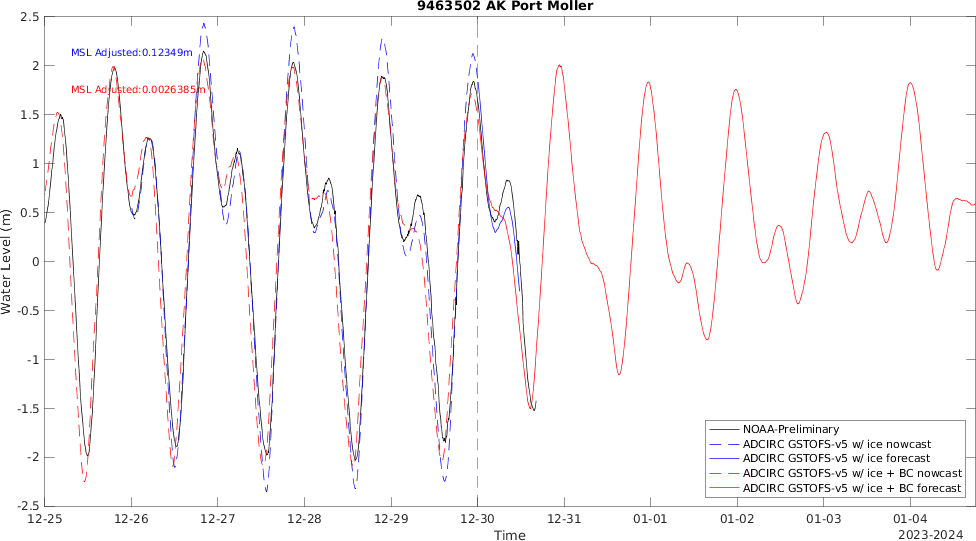 9463502 AK Port Moller
MSL Adjusted:0.12349m
MSL Adjusted:0.0026385m
Water Level (m)
2.5
2
1.5
1
0.5
0
-0.5
-1
-1.5
-2
-2.5
12-25
12-26
12-27
12-28
12-29
12-30
12-31
01-01
01-02
01-03
01-04
Time
2023-2024
NOAA-Preliminary
ADCIRC GSTOFS-v5 w/ ice nowcast
ADCIRC GSTOFS-v5 w/ ice forecast
ADCIRC GSTOFS-v5 w/ ice + BC nowcast
ADCIRC GSTOFS-v5 w/ ice + BC forecast